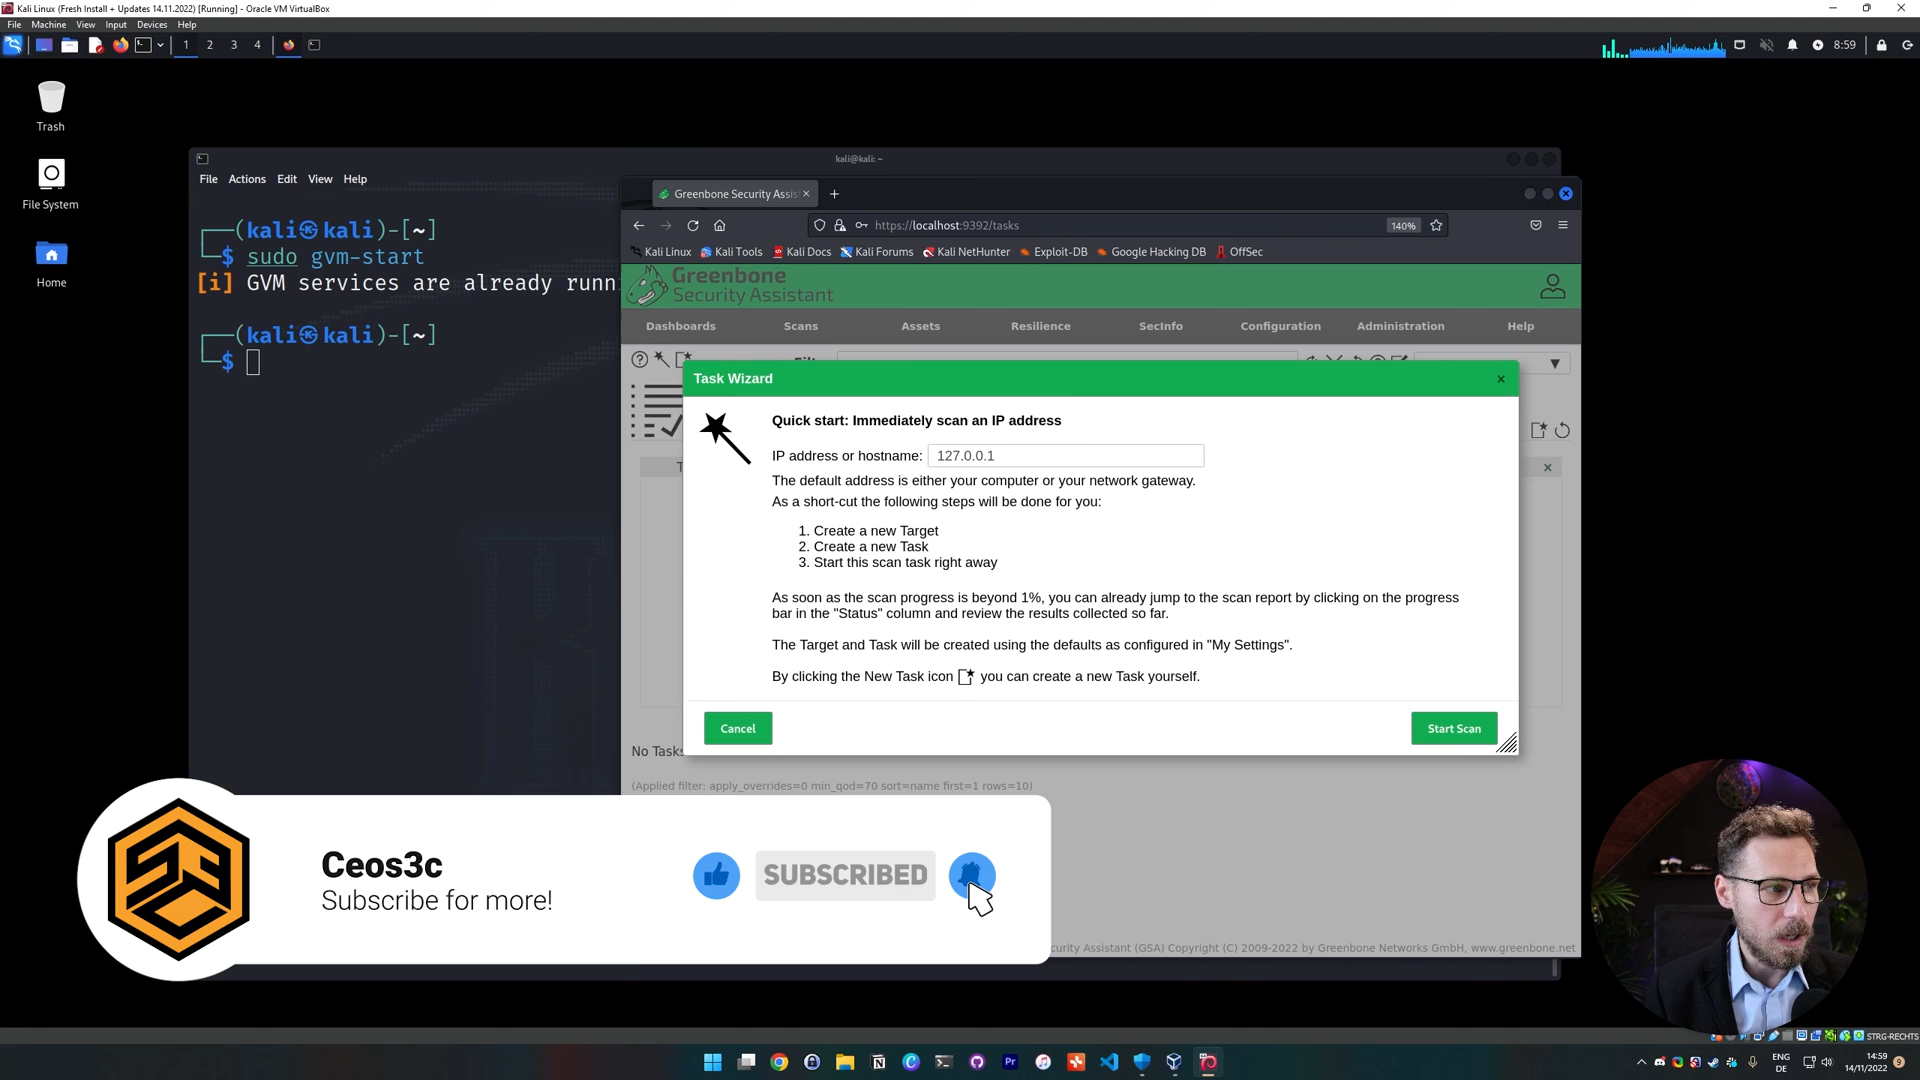 Kali Linux (Fresh Install + Updates 14.11.2022) [Running] - Oracle VM VirtualBox
File Machine View Input Devices Help
1 2 3 4
8:59
Trash
File System
Home
kali@kali: ~
File Actions Edit View Help
┌──(kali㉿kali)-[~]
└─$ sudo gvm-start
[i] GVM services are already runn
┌──(kali㉿kali)-[~]
└─$
Greenbone Security Assis
https://localhost:9392/tasks
140%
Kali Linux Kali Tools Kali Docs Kali Forums Kali NetHunter Exploit-DB Google Hacking DB OffSec
Greenbone
Security Assistant
Dashboards Scans Assets Resilience SecInfo Configuration Administration Help
Task Wizard
Quick start: Immediately scan an IP address
IP address or hostname: 127.0.0.1
The default address is either your computer or your network gateway.
As a short-cut the following steps will be done for you:
1. Create a new Target
2. Create a new Task
3. Start this scan task right away
As soon as the scan progress is beyond 1%, you can already jump to the scan report by clicking on the progress
bar in the "Status" column and review the results collected so far.
The Target and Task will be created using the defaults as configured in "My Settings".
By clicking the New Task icon you can create a new Task yourself.
Cancel
Start Scan
No Tasks
(Applied filter: apply_overrides=0 min_qod=70 sort=name first=1 rows=10)
Ceos3c
Subscribe for more!
SUBSCRIBED
curity Assistant (GSA) Copyright (C) 2009-2022 by Greenbone Networks GmbH, www.greenbone.net
STRG-RECHTS
ENG
DE
14:59
14/11/2022
9